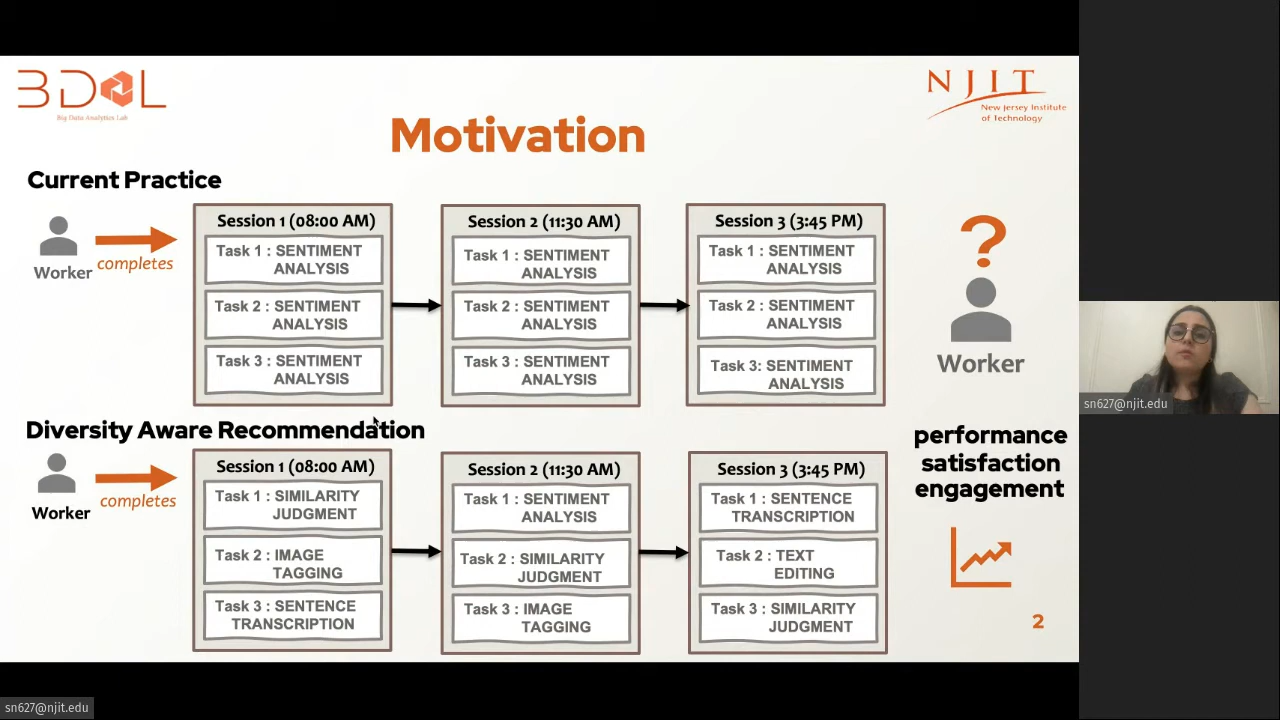 BDaL
Big Data Analytics Lab
NJIT
New Jersey Institute
of Technology
Motivation
Current Practice
Worker
completes
Session 1 (08:00 AM)
Task 1 : SENTIMENT
ANALYSIS
Task 2 : SENTIMENT
ANALYSIS
Task 3 : SENTIMENT
ANALYSIS
Session 2 (11:30 AM)
Task 1 : SENTIMENT
ANALYSIS
Task 2 : SENTIMENT
ANALYSIS
Task 3 : SENTIMENT
ANALYSIS
Session 3 (3:45 PM)
Task 1 : SENTIMENT
ANALYSIS
Task 2 : SENTIMENT
ANALYSIS
Task 3: SENTIMENT
ANALYSIS
?
Worker
Diversity Aware Recommendation
Worker
completes
Session 1 (08:00 AM)
Task 1 : SIMILARITY
JUDGMENT
Task 2 : IMAGE
TAGGING
Task 3 : SENTENCE
TRANSCRIPTION
Session 2 (11:30 AM)
Task 1 : SENTIMENT
ANALYSIS
Task 2 : SIMILARITY
JUDGMENT
Task 3 : IMAGE
TAGGING
Session 3 (3:45 PM)
Task 1 : SENTENCE
TRANSCRIPTION
Task 2 : TEXT
EDITING
Task 3 : SIMILARITY
JUDGMENT
performance
satisfaction
engagement
2
sn627@njit.edu
sn627@njit.edu